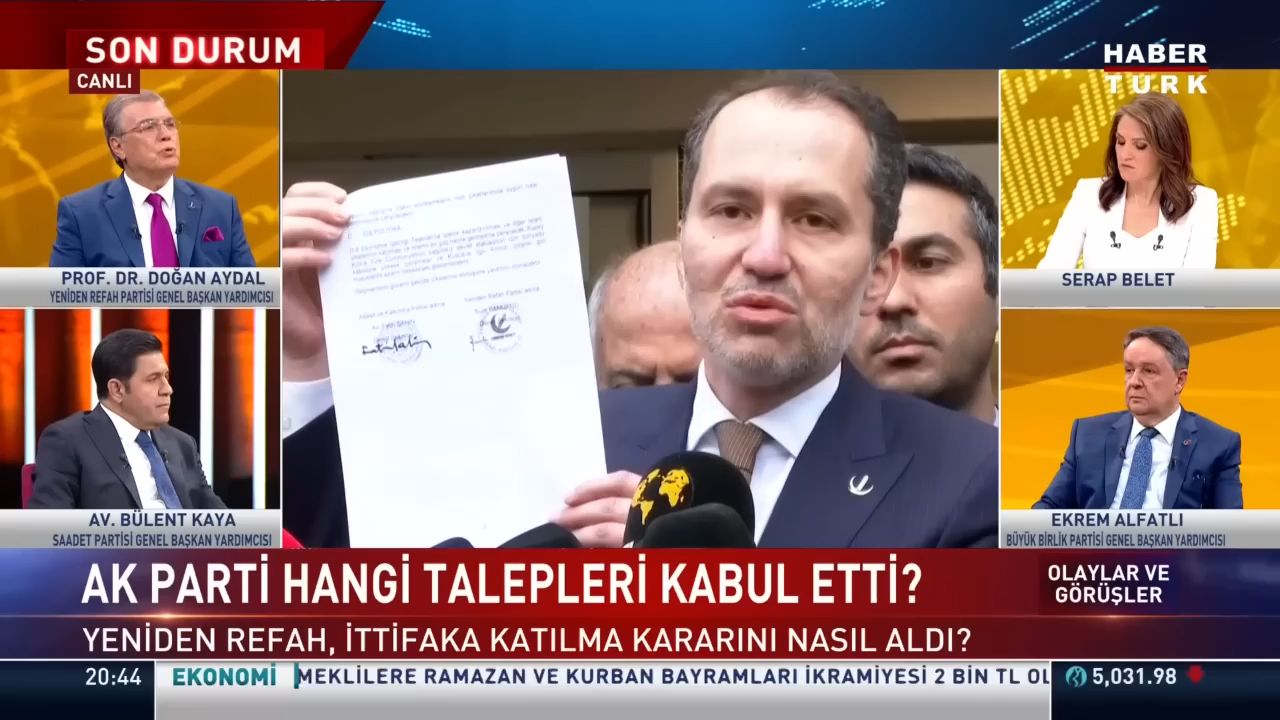 SON DURUM
CANLI
HABER
TÜRK
PROF. DR. DOĞAN AYDAL
YENİDEN REFAH PARTİSİ GENEL BAŞKAN YARDIMCISI
SERAP BELET
AV. BÜLENT KAYA
SAADET PARTİSİ GENEL BAŞKAN YARDIMCISI
EKREM ALFATLI
BÜYÜK BİRLİK PARTİSİ GENEL BAŞKAN YARDIMCISI
AK PARTİ HANGİ TALEPLERİ KABUL ETTİ?
OLAYLAR VE
GÖRÜŞLER
YENİDEN REFAH, İTTİFAKA KATILMA KARARINI NASIL ALDI?
20:44
EKONOMİ
MEKLİLERE RAMAZAN VE KURBAN BAYRAMLARI İKRAMİYESİ 2 BİN TL OL
5,031.98